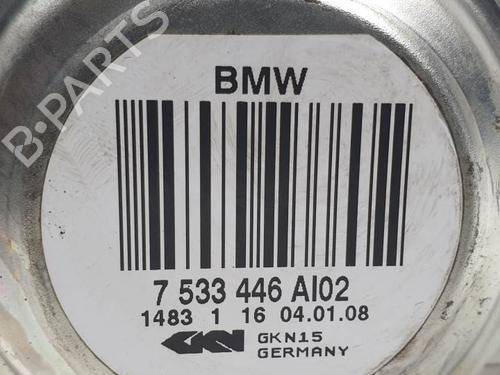 BMW
7 533 446 AI02
1483 1 16 04.01.08
GKN GKN15
GERMANY
B-PARTS